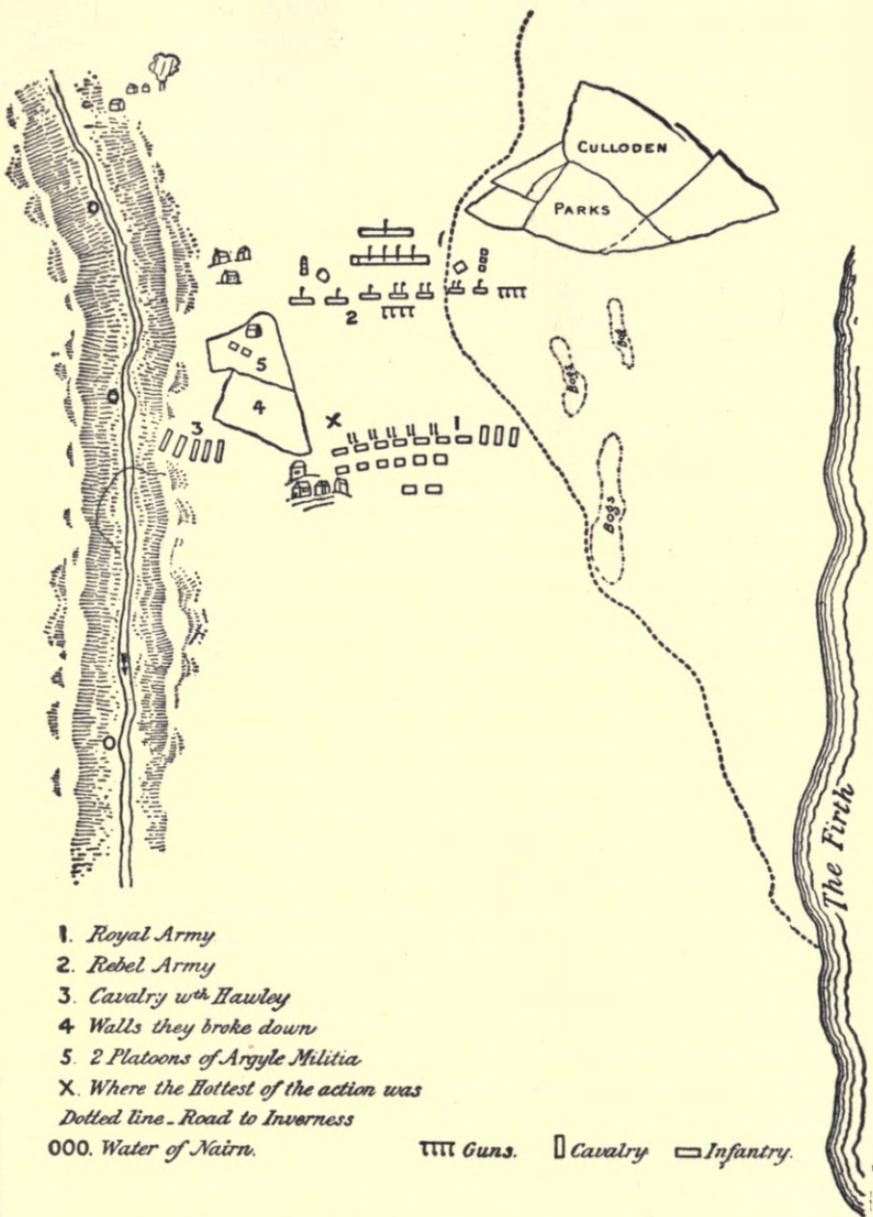 CULLODEN
PARKS
2
5
4
3
X
1
Bogs
Bog
Bogs
The Firth
1. Royal Army
2. Rebel Army
3. Cavalry wth Hawley
4 Walls they broke down
5. 2 Platoons of Argyle Militia
X. Where the Hottest of the action was
Dotted line _ Road to Inverness
000. Water of Nairn. Guns. Cavalry Infantry.